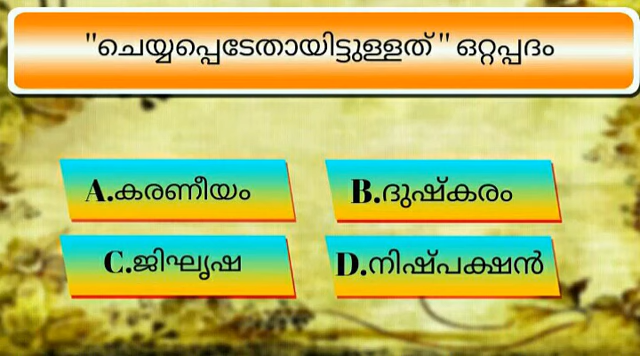 "ചെയ്യപ്പെടേതായിട്ടുള്ളത് " ഒറ്റപ്പദം
A.കരണീയം
B.ദുഷ്കരം
C.ജിഘൃഷ
D.നിഷ്പക്ഷൻ